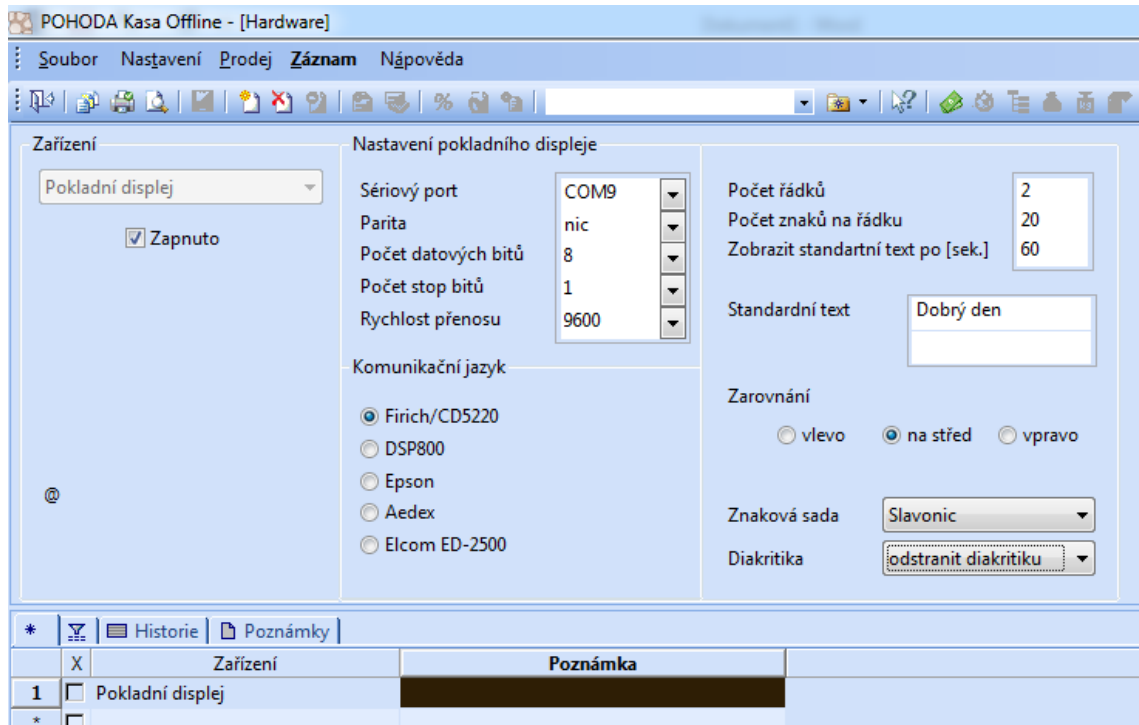 POHODA Kasa Offline - [Hardware]
Soubor Nastavení Prodej Záznam Nápověda
Zařízení
Pokladní displej
Zapnuto
@
Nastavení pokladního displeje
Sériový port COM9
Parita nic
Počet datových bitů 8
Počet stop bitů 1
Rychlost přenosu 9600
Komunikační jazyk
Firich/CD5220
DSP800
Epson
Aedex
Elcom ED-2500
Počet řádků 2
Počet znaků na řádku 20
Zobrazit standartní text po [sek.] 60
Standardní text Dobrý den
Zarovnání
vlevo na střed vpravo
Znaková sada Slavonic
Diakritika odstranit diakritiku
* Historie Poznámky
X Zařízení Poznámka
1 Pokladní displej
*